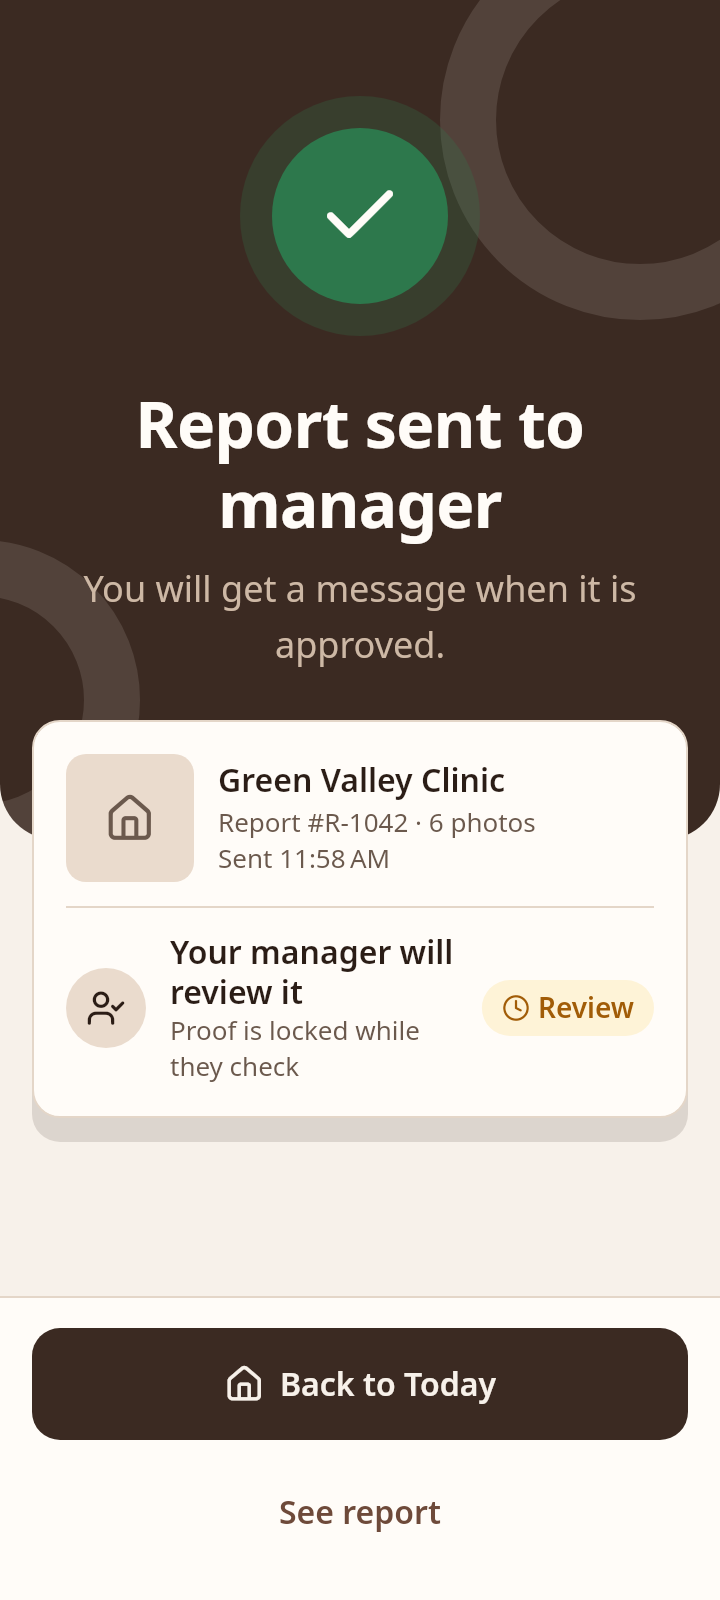 Report sent to
manager
You will get a message when it is
approved.
Green Valley Clinic
Report #R-1042 · 6 photos
Sent 11:58 AM
Your manager will
review it
Proof is locked while
they check
Review
Back to Today
See report